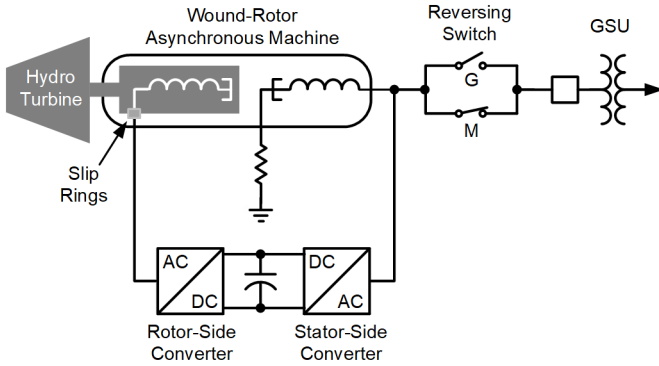 Wound-Rotor
Asynchronous Machine
Reversing
Switch
GSU
Hydro
Turbine
G
M
Slip
Rings
AC
DC
DC
AC
Rotor-Side
Converter
Stator-Side
Converter